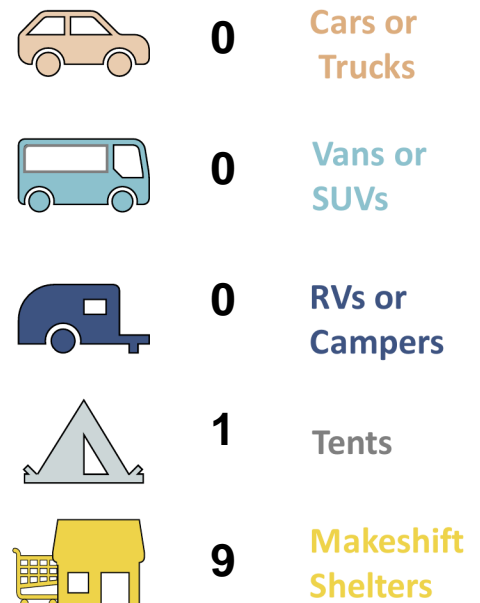 0 Cars or
Trucks
0 Vans or
SUVs
0 RVs or
Campers
1 Tents
9 Makeshift
Shelters